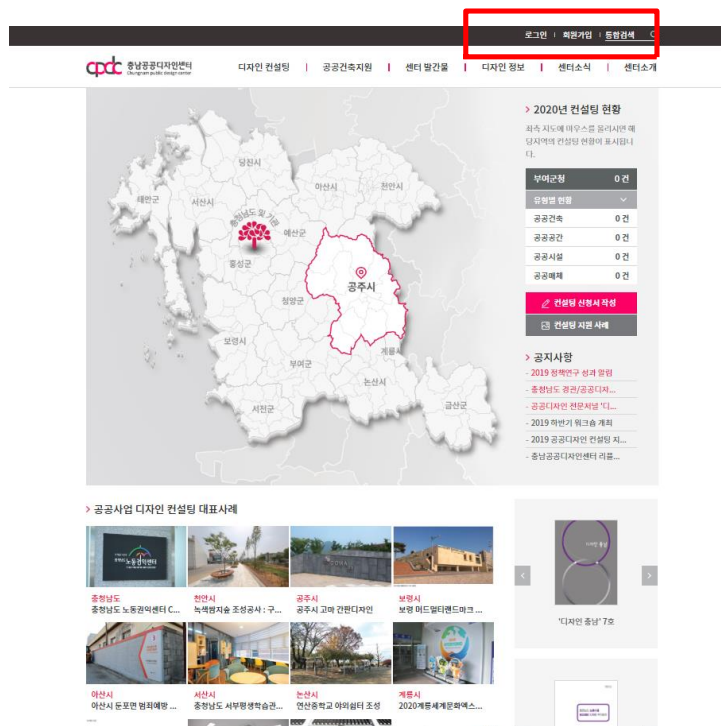 로그인 회원가입 통합검색
cpdc 충남공공디자인센터
Chungnam public design center
디자인 컨설팅 공공건축지원 센터 발간물 디자인 정보 센터소식 센터소개
> 2020년 컨설팅 현황
좌측 지도에 마우스를 올리시면 해
당지역의 컨설팅 현황이 표시됩니
다.
부여군청 0 건
유형별 현황
공공건축 0 건
공공공간 0 건
공공시설 0 건
공공매체 0 건
컨설팅 신청서 작성
컨설팅 지원 사례
당진시
아산시
천안시
태안군
서산시
충청남도 및 기관
예산군
홍성군
공주시
청양군
보령시
계룡시
부여군
논산시
서천군
금산군
> 공지사항
- 2019 정책연구 성과 알림
- 충청남도 경관/공공디자...
- 공공디자인 전문저널 '디...
- 2019 하반기 워크숍 개최
- 2019 공공디자인 컨설팅 지...
- 충남공공디자인센터 리플...
> 공공사업 디자인 컨설팅 대표사례
노동권익센터
충청남도
충청남도 노동권익센터 C...
천안시
녹색쌈지숲 조성공사 : 구...
공주시
공주시 고마 간판디자인
보령시
보령 머드멀티랜드마크 ...
아산시
아산시 둔포면 범죄예방 ...
서산시
충청남도 서부평생학습관...
논산시
연산중학교 야외쉼터 조성
계룡시
2020계룡세계문화엑스...
디자인 충남
'디자인 충남' 7호